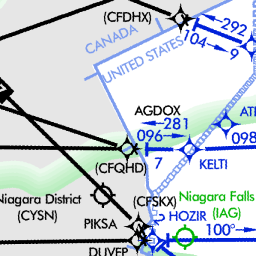 (CFDHX)
292
104
9
CANADA
UNITED STATES
AGDOX
281
096
098
7
KELTI
(CFQHD)
Niagara District
(CYSN)
(CFSKX)
PIKSA
HOZIR
Niagara Falls
(IAG)
100°